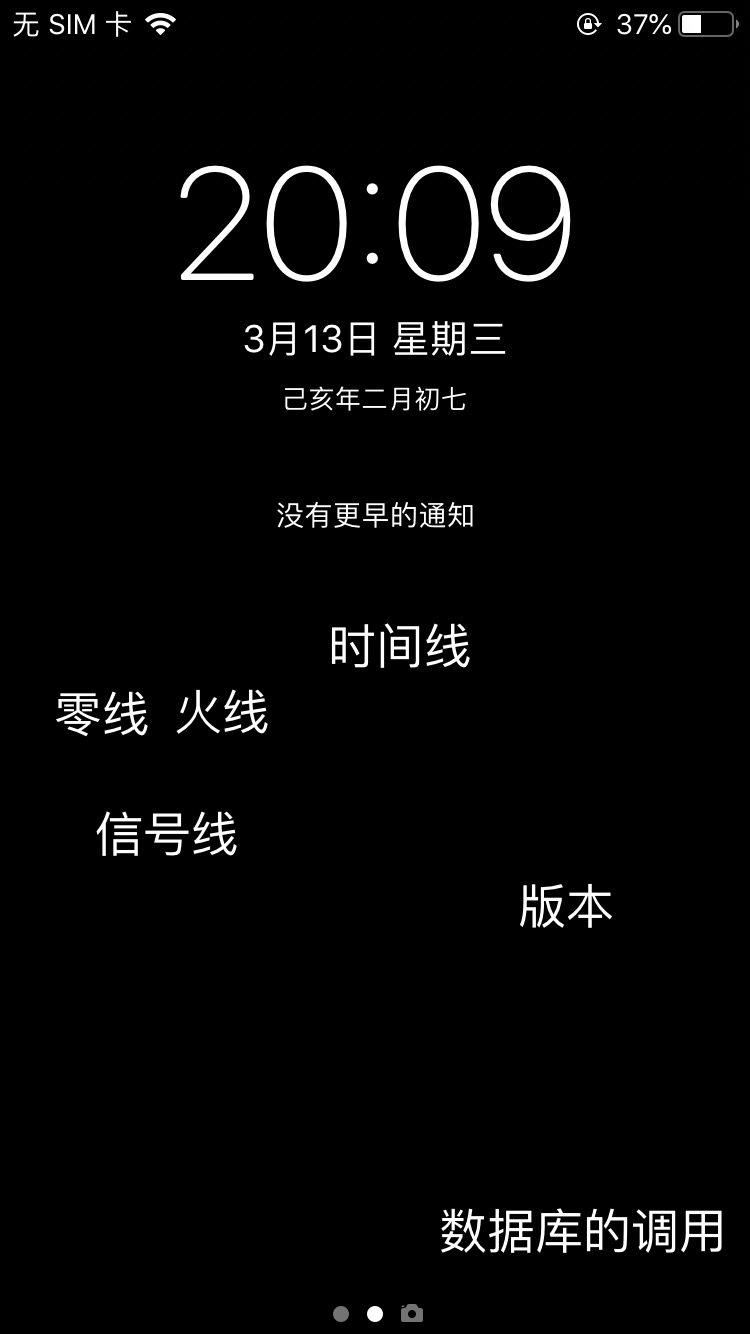 无 SIM 卡 37%
20:09
3月13日 星期三
己亥年二月初七
没有更早的通知
时间线
零线 火线
信号线
版本
数据库的调用